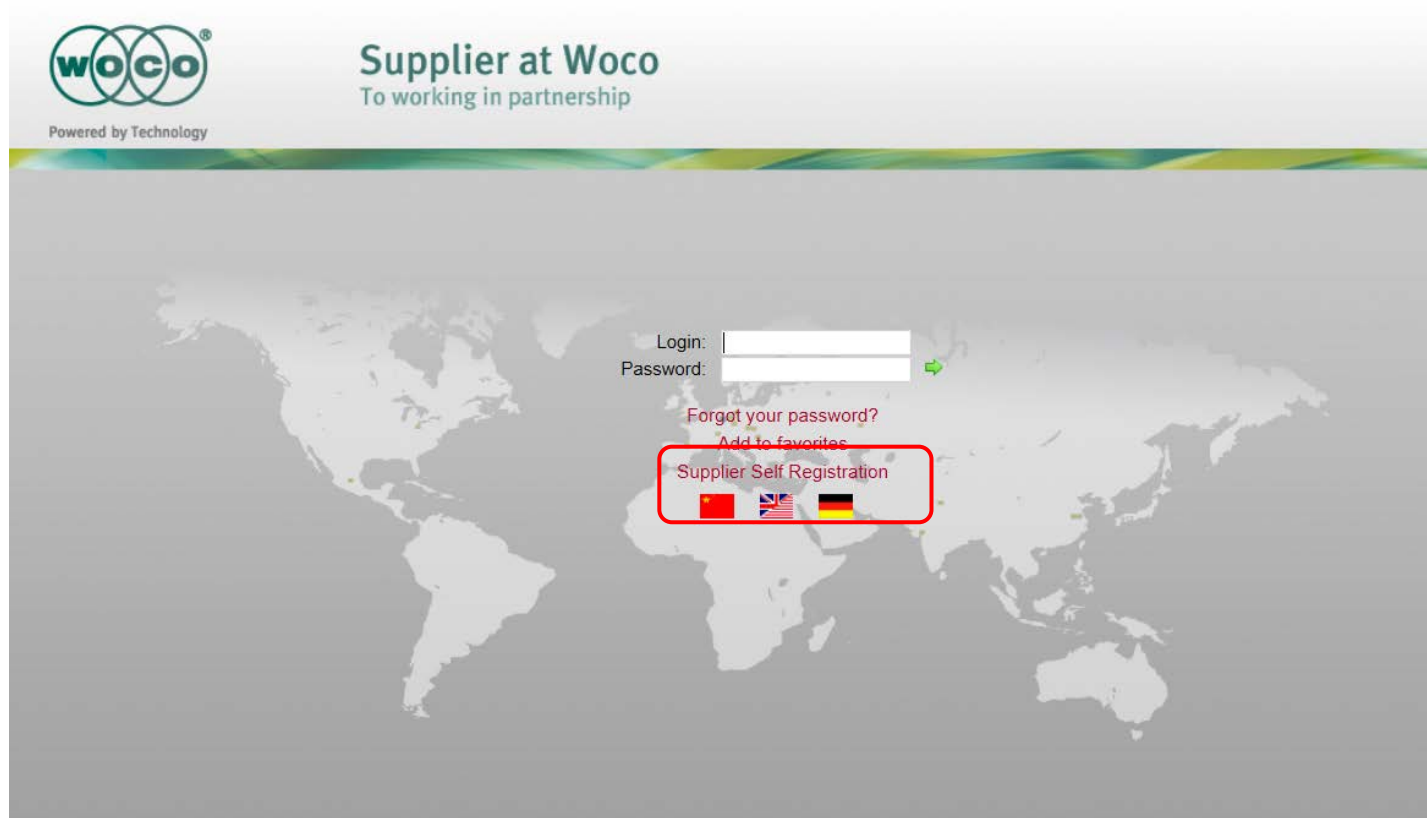 woco®
Powered by Technology
Supplier at Woco
To working in partnership
Login:
Password:
Forgot your password?
Add to favorites
Supplier Self Registration